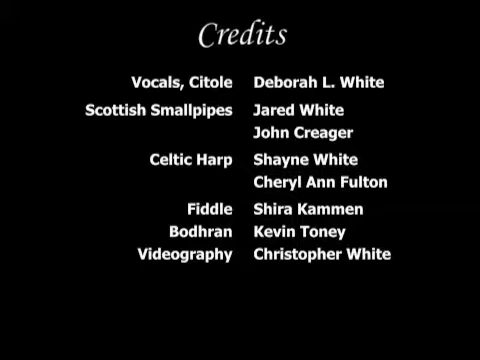 Credits
Vocals, Citole Deborah L. White
Scottish Smallpipes Jared White
John Creager
Celtic Harp Shayne White
Cheryl Ann Fulton
Fiddle Shira Kammen
Bodhran Kevin Toney
Videography Christopher White